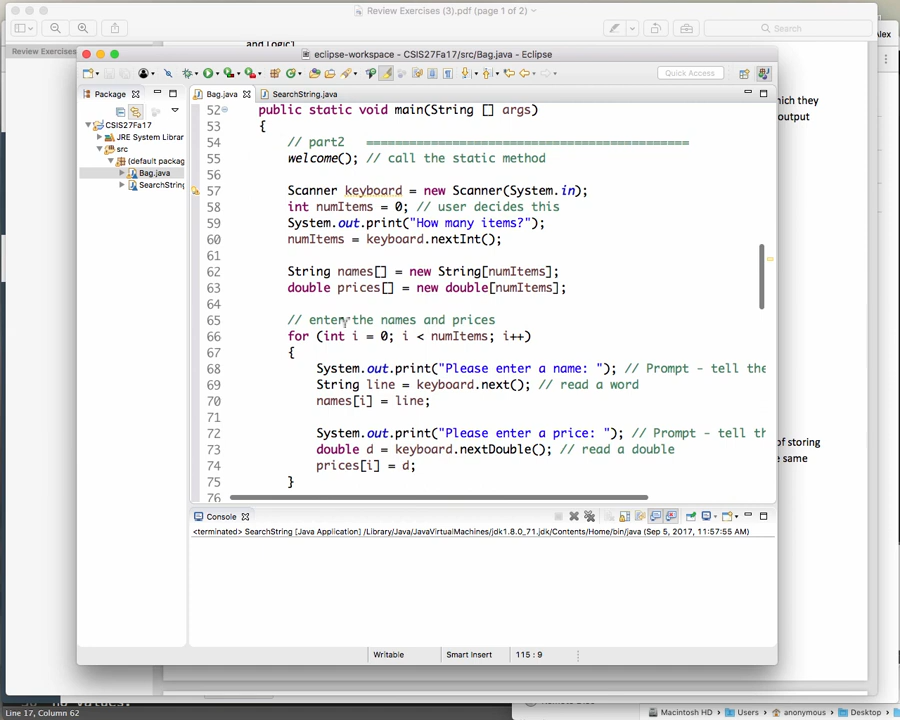 Review Exercises (3).pdf (page 1 of 2)
Search
Review Exercises
and Logic)
Alex
eclipse-workspace - CSIS27Fa17/src/Bag.java - Eclipse
Quick Access
Package
Bag.java
SearchString.java
CSIS27Fa17
JRE System Librar
src
(default packag
Bag.java
SearchString
52 public static void main(String [] args)
53 {
54 // part2 ==============================================
55 welcome(); // call the static method
56
57 Scanner keyboard = new Scanner(System.in);
58 int numItems = 0; // user decides this
59 System.out.print("How many items?");
60 numItems = keyboard.nextInt();
61
62 String names[] = new String[numItems];
63 double prices[] = new double[numItems];
64
65 // enter the names and prices
66 for (int i = 0; i < numItems; i++)
67 {
68 System.out.print("Please enter a name: "); // Prompt - tell the
69 String line = keyboard.next(); // read a word
70 names[i] = line;
71
72 System.out.print("Please enter a price: "); // Prompt - tell th
73 double d = keyboard.nextDouble(); // read a double
74 prices[i] = d;
75 }
76
hich they
output
of storing
same
Console
<terminated> SearchString [Java Application] /Library/Java/JavaVirtualMachines/jdk1.8.0_71.jdk/Contents/Home/bin/java (Sep 5, 2017, 11:57:55 AM)
Writable
Smart Insert
115 : 9
no values.
Line 17, Column 62
Macintosh HD
Users
anonymous
Desktop